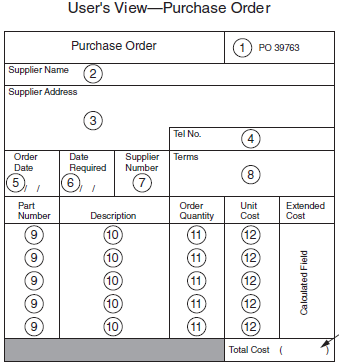 User's View—Purchase Order
Purchase Order
1 PO 39763
Supplier Name 2
Supplier Address
3
Tel No.
4
Order Date
5 / /
Date Required
6 / /
Supplier Number
7
Terms
8
Part Number
Description
Order Quantity
Unit Cost
Extended Cost
9 10 11 12
9 10 11 12
9 10 11 12
9 10 11 12
9 10 11 12
Calculated Field
Total Cost ( )